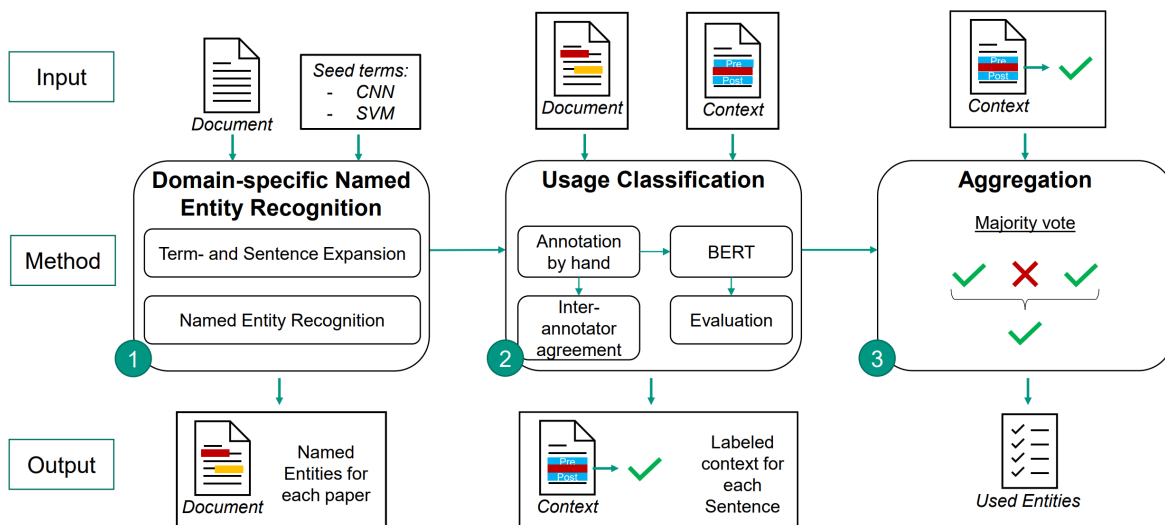 Input
Document
Seed terms:
- CNN
- SVM
Document
Pre
Post
Context
Pre
Post
Context
Method
Domain-specific Named
Entity Recognition
Term- and Sentence Expansion
Named Entity Recognition
1
Usage Classification
Annotation
by hand
BERT
Inter-
annotator
agreement
Evaluation
2
Aggregation
Majority vote
3
Output
Document
Named
Entities for
each paper
Pre
Post
Context
Labeled
context for
each
Sentence
Used Entities